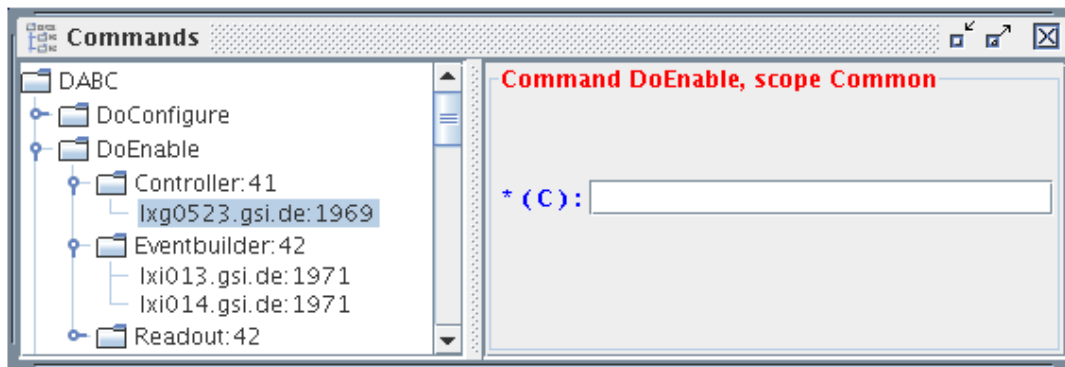 Commands
DABC
DoConfigure
DoEnable
Controller:41
lxg0523.gsi.de:1969
Eventbuilder:42
lxi013.gsi.de:1971
lxi014.gsi.de:1971
Readout:42
Command DoEnable, scope Common
* (C):